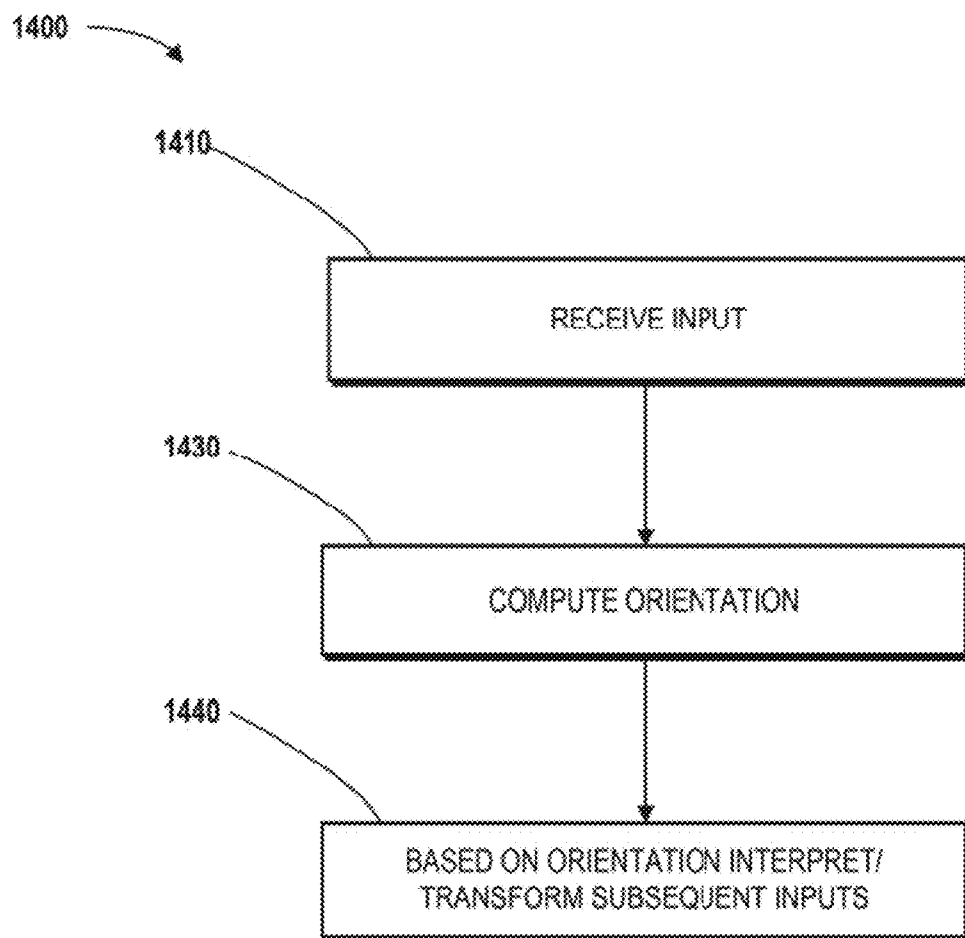 1400
1410
RECEIVE INPUT
1430
COMPUTE ORIENTATION
1440
BASED ON ORIENTATION INTERPRET/
TRANSFORM SUBSEQUENT INPUTS